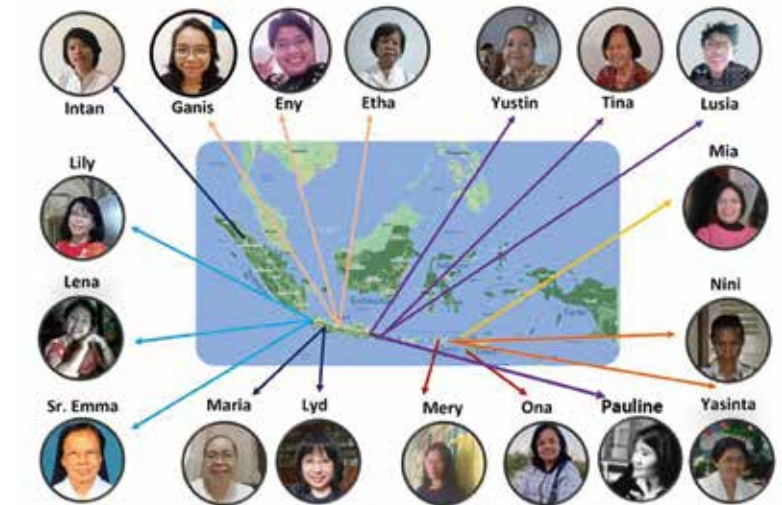 Intan Ganis Eny Etha Yustin Tina Lusia
Lily
Mia
Lena
Nini
Sr. Emma Maria Lyd Mery Ona Pauline Yasinta